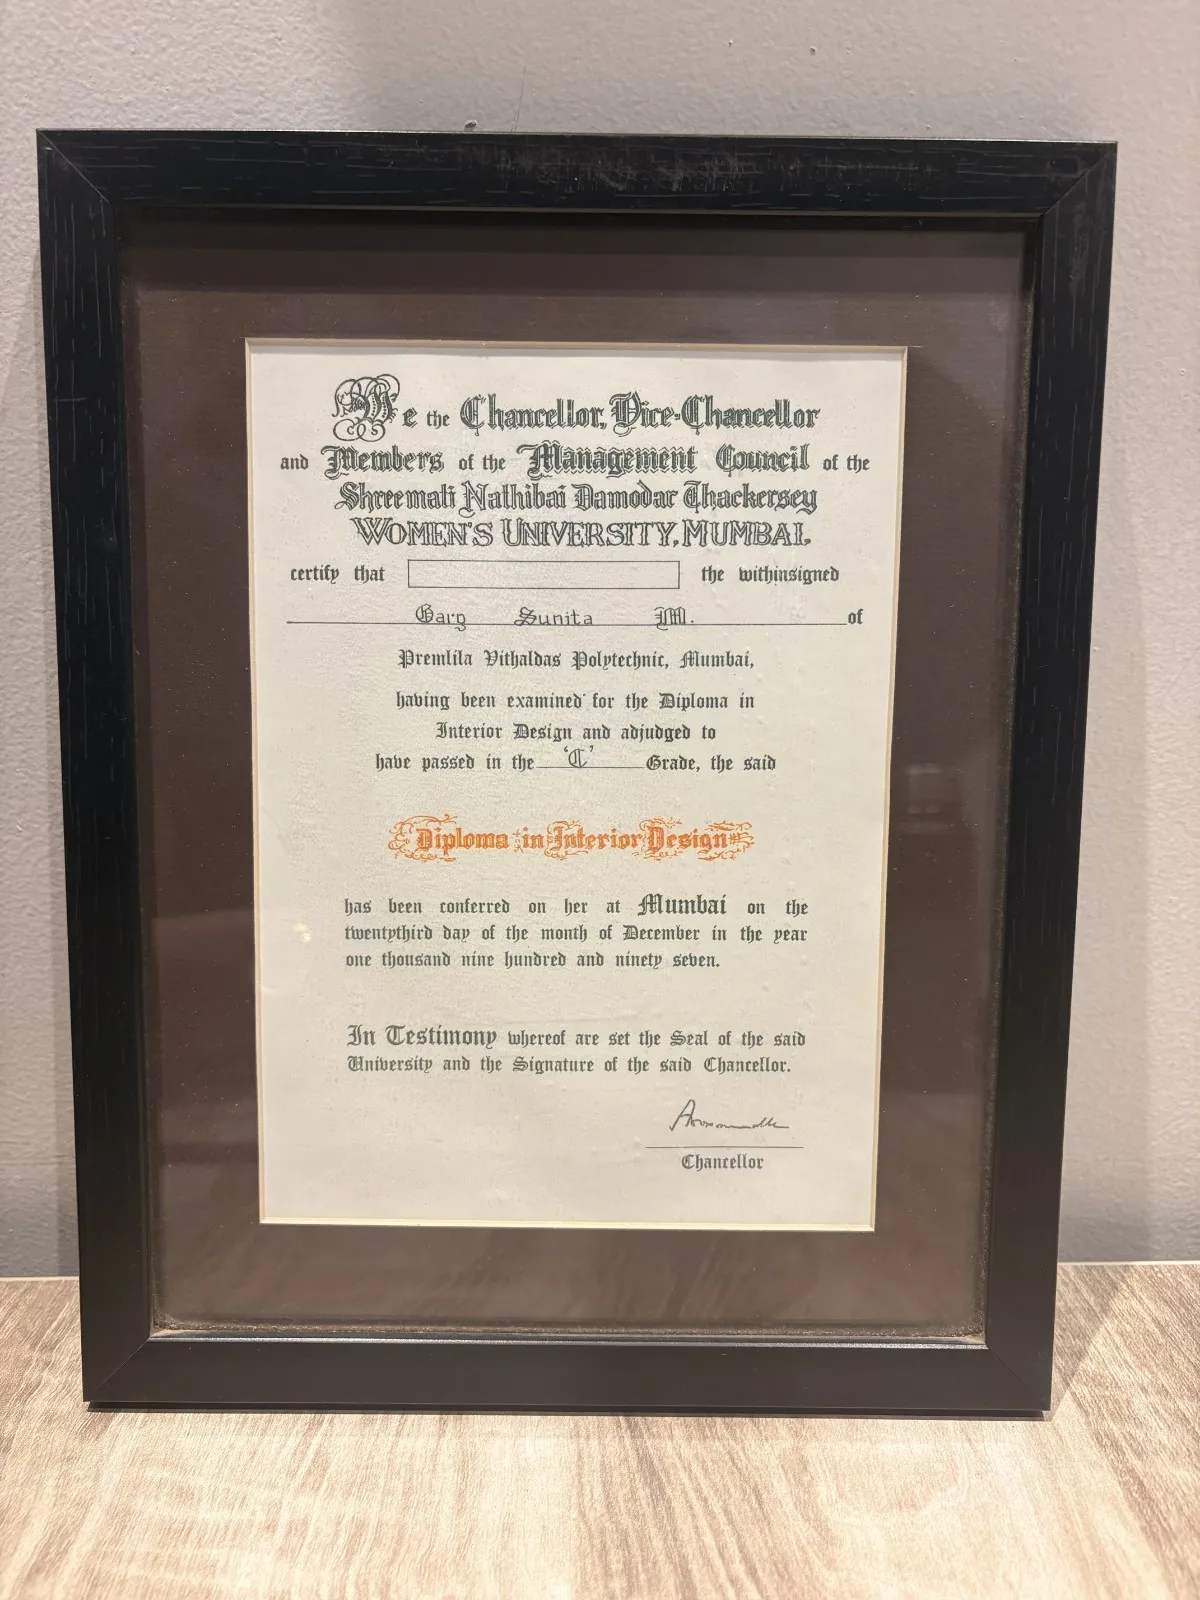 We the Chancellor, Vice-Chancellor
and Members of the Management Council of the
Shreemati Nathibai Damodar Thackersey
WOMEN'S UNIVERSITY, MUMBAI,
certify that the withinsigned
Garg Sunita M. of
Premlila Vithaldas Polytechnic, Mumbai,
having been examined for the Diploma in
Interior Design and adjudged to
have passed in the 'C' Grade, the said
Diploma in Interior Design
has been conferred on her at Mumbai on the
twentythird day of the month of December in the year
one thousand nine hundred and ninety seven.
In Testimony whereof are set the Seal of the said
University and the Signature of the said Chancellor.
Chancellor